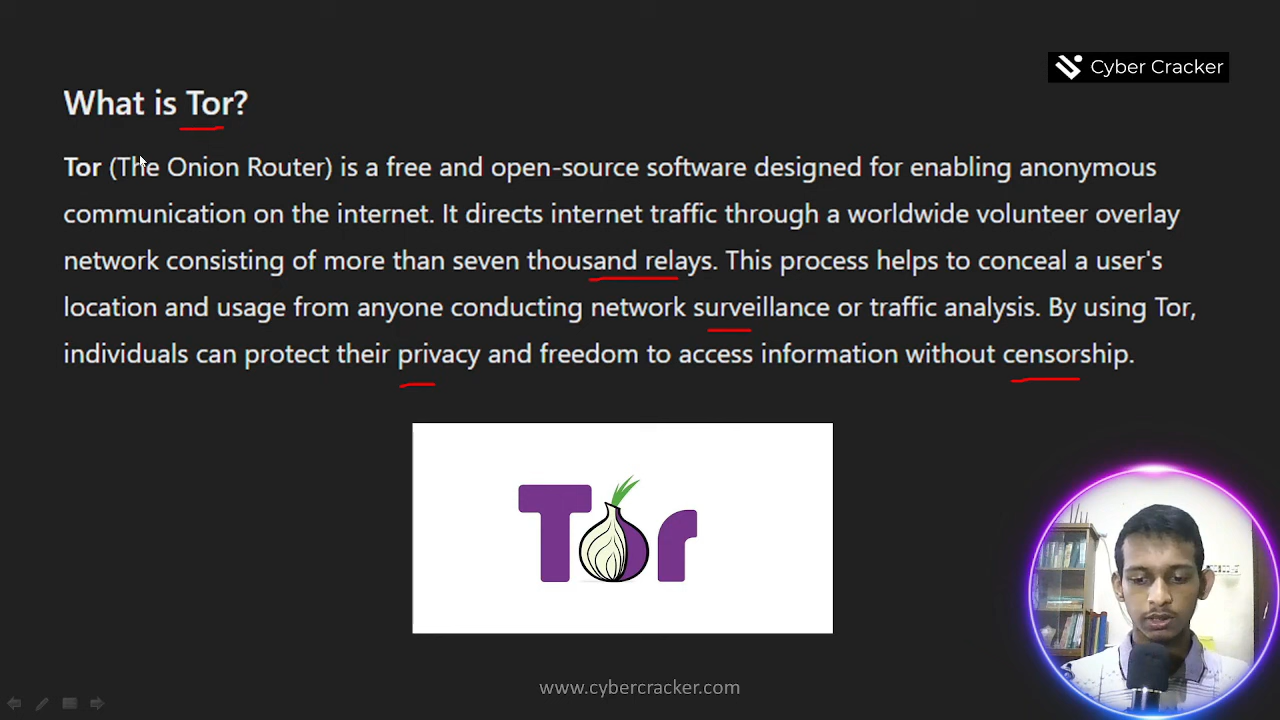 Cyber Cracker
What is Tor?
Tor (The Onion Router) is a free and open-source software designed for enabling anonymous
communication on the internet. It directs internet traffic through a worldwide volunteer overlay
network consisting of more than seven thousand relays. This process helps to conceal a user's
location and usage from anyone conducting network surveillance or traffic analysis. By using Tor,
individuals can protect their privacy and freedom to access information without censorship.
Tor
www.cybercracker.com